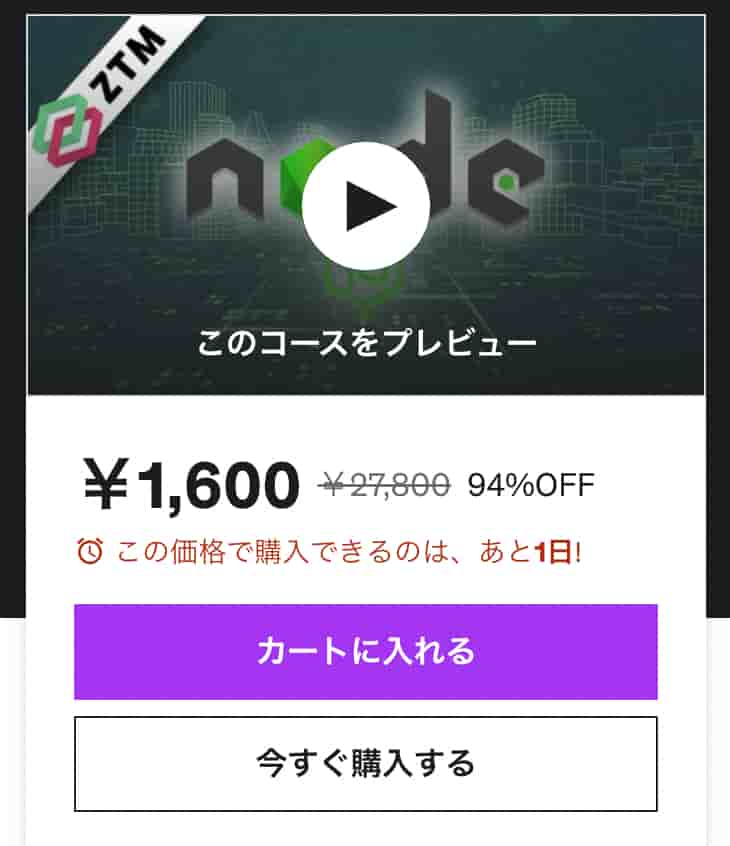 ZTM
node
このコースをプレビュー
￥1,600 ￥27,800 94%OFF
この価格で購入できるのは、あと1日!
カートに入れる
今すぐ購入する